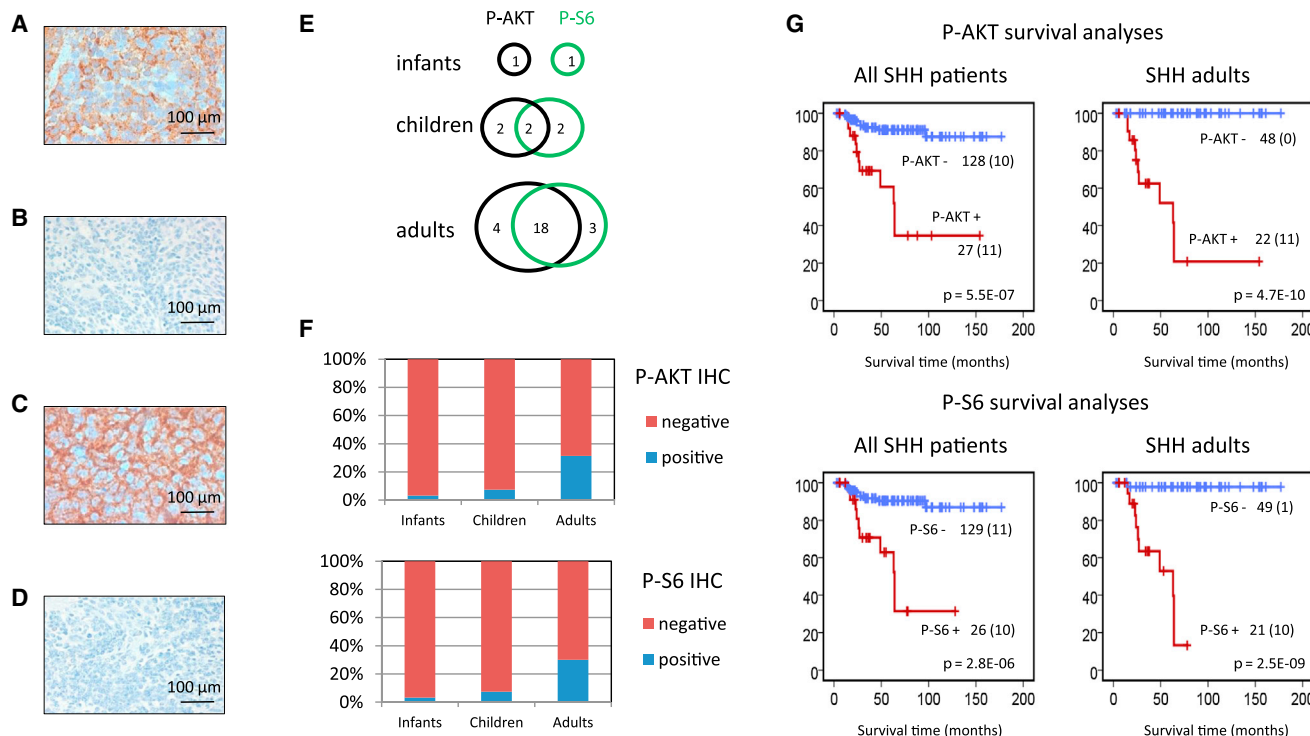 A
100 µm
B
100 µm
C
100 µm
D
100 µm
E
P-AKT P-S6
infants 1 1
children 2 2 2
adults 4 18 3
F
100%
80%
60%
40%
20%
0%
Infants Children Adults
P-AKT IHC
negative
positive
100%
80%
60%
40%
20%
0%
Infants Children Adults
P-S6 IHC
negative
positive
G
P-AKT survival analyses
All SHH patients
100
80
60
40
20
0
P-AKT - 128 (10)
P-AKT +
27 (11)
p = 5.5E-07
0 50 100 150 200
Survival time (months)
SHH adults
100
80
60
40
20
0
P-AKT - 48 (0)
P-AKT + 22 (11)
p = 4.7E-10
0 50 100 150 200
Survival time (months)
P-S6 survival analyses
All SHH patients
100
80
60
40
20
0
P-S6 - 129 (11)
P-S6 + 26 (10)
p = 2.8E-06
0 50 100 150 200
Survival time (months)
SHH adults
100
80
60
40
20
0
P-S6 - 49 (1)
P-S6 + 21 (10)
p = 2.5E-09
0 50 100 150 200
Survival time (months)